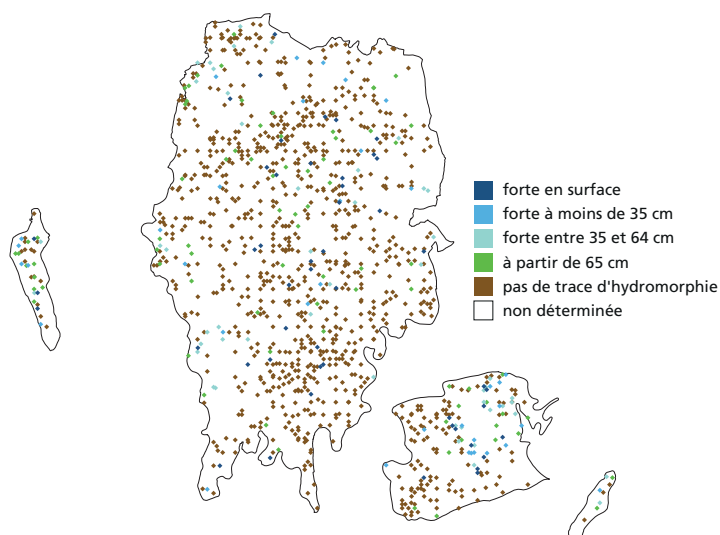 forte en surface
forte à moins de 35 cm
forte entre 35 et 64 cm
à partir de 65 cm
pas de trace d'hydromorphie
non déterminée